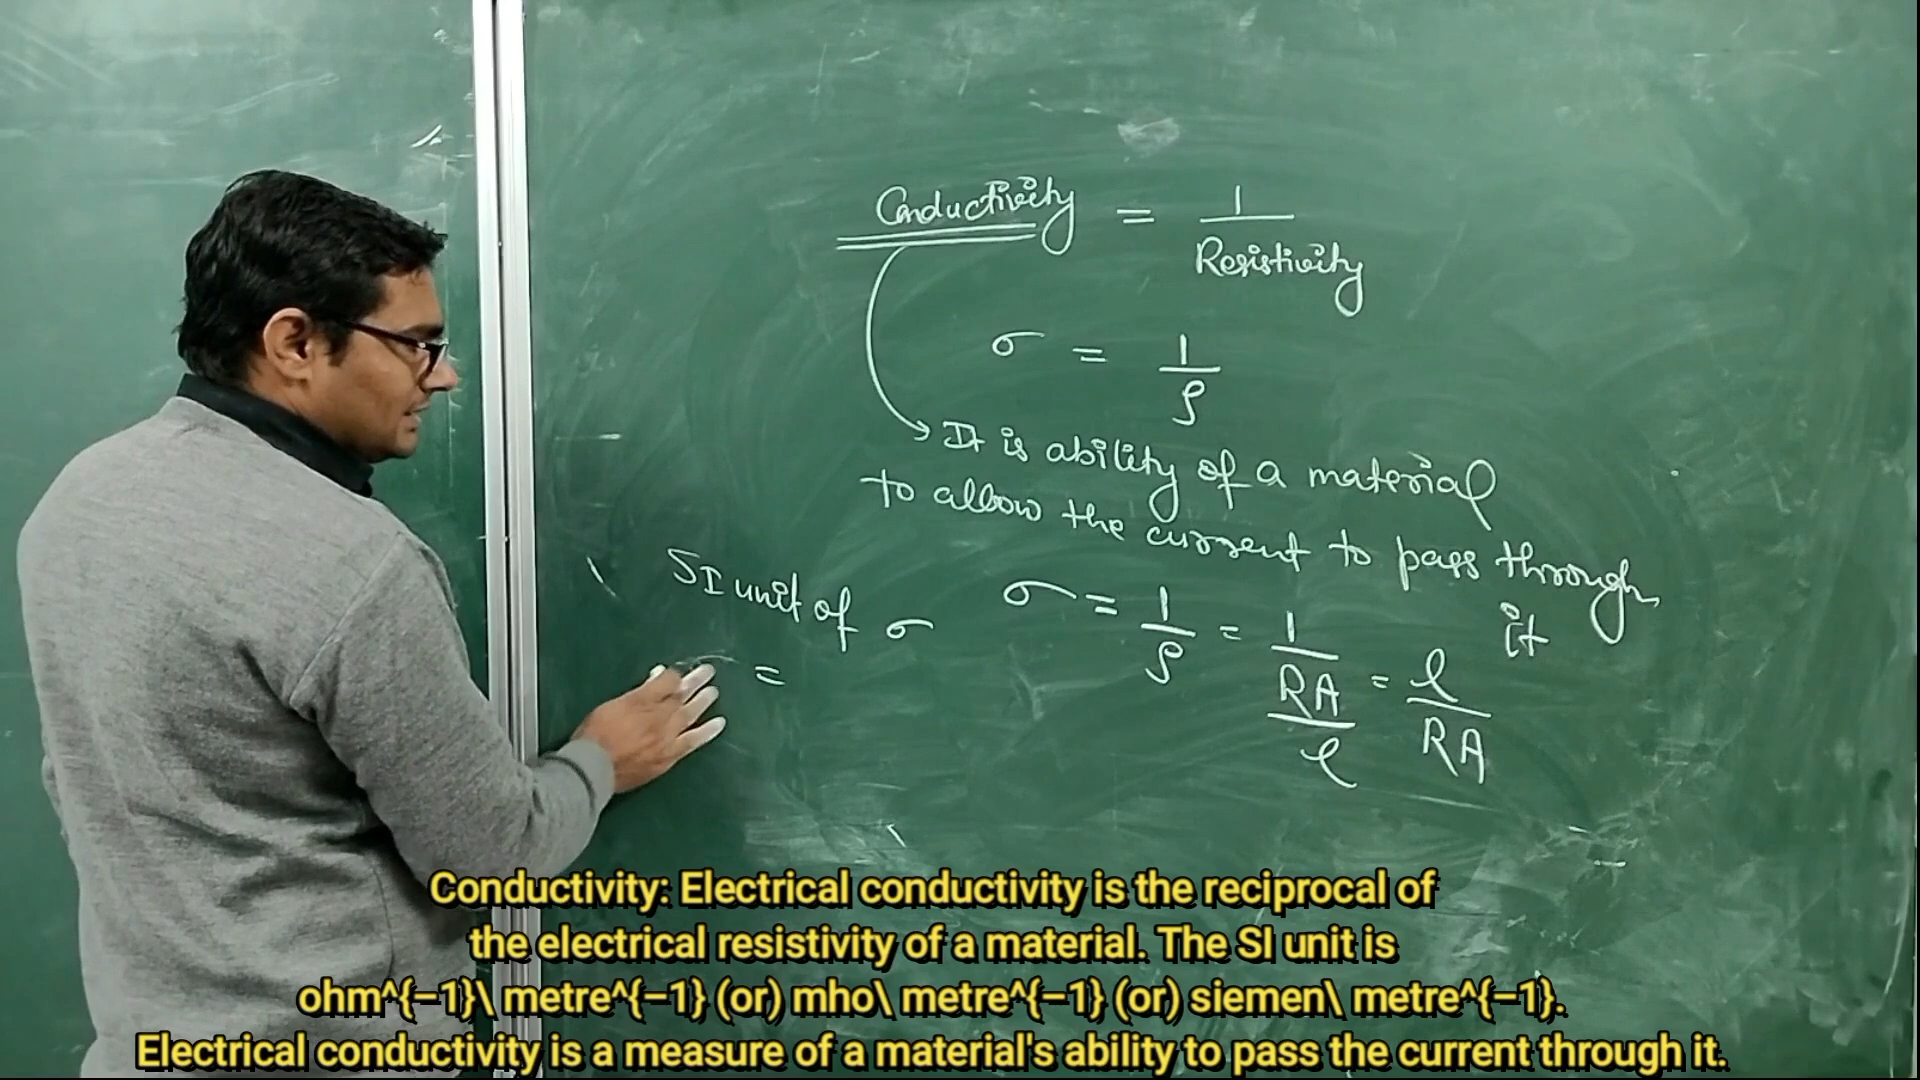 Conductivity = 1 / Resistivity
σ = 1 / ρ
It is ability of a material
to allow the current to pass through
it
SI unit of σ
=
σ = 1 / ρ = 1 / RA / l = l / RA
Conductivity: Electrical conductivity is the reciprocal of
the electrical resistivity of a material. The SI unit is
ohm^{−1}\ metre^{−1} (or) mho\ metre^{−1} (or) siemen\ metre^{−1}.
Electrical conductivity is a measure of a material's ability to pass the current through it.